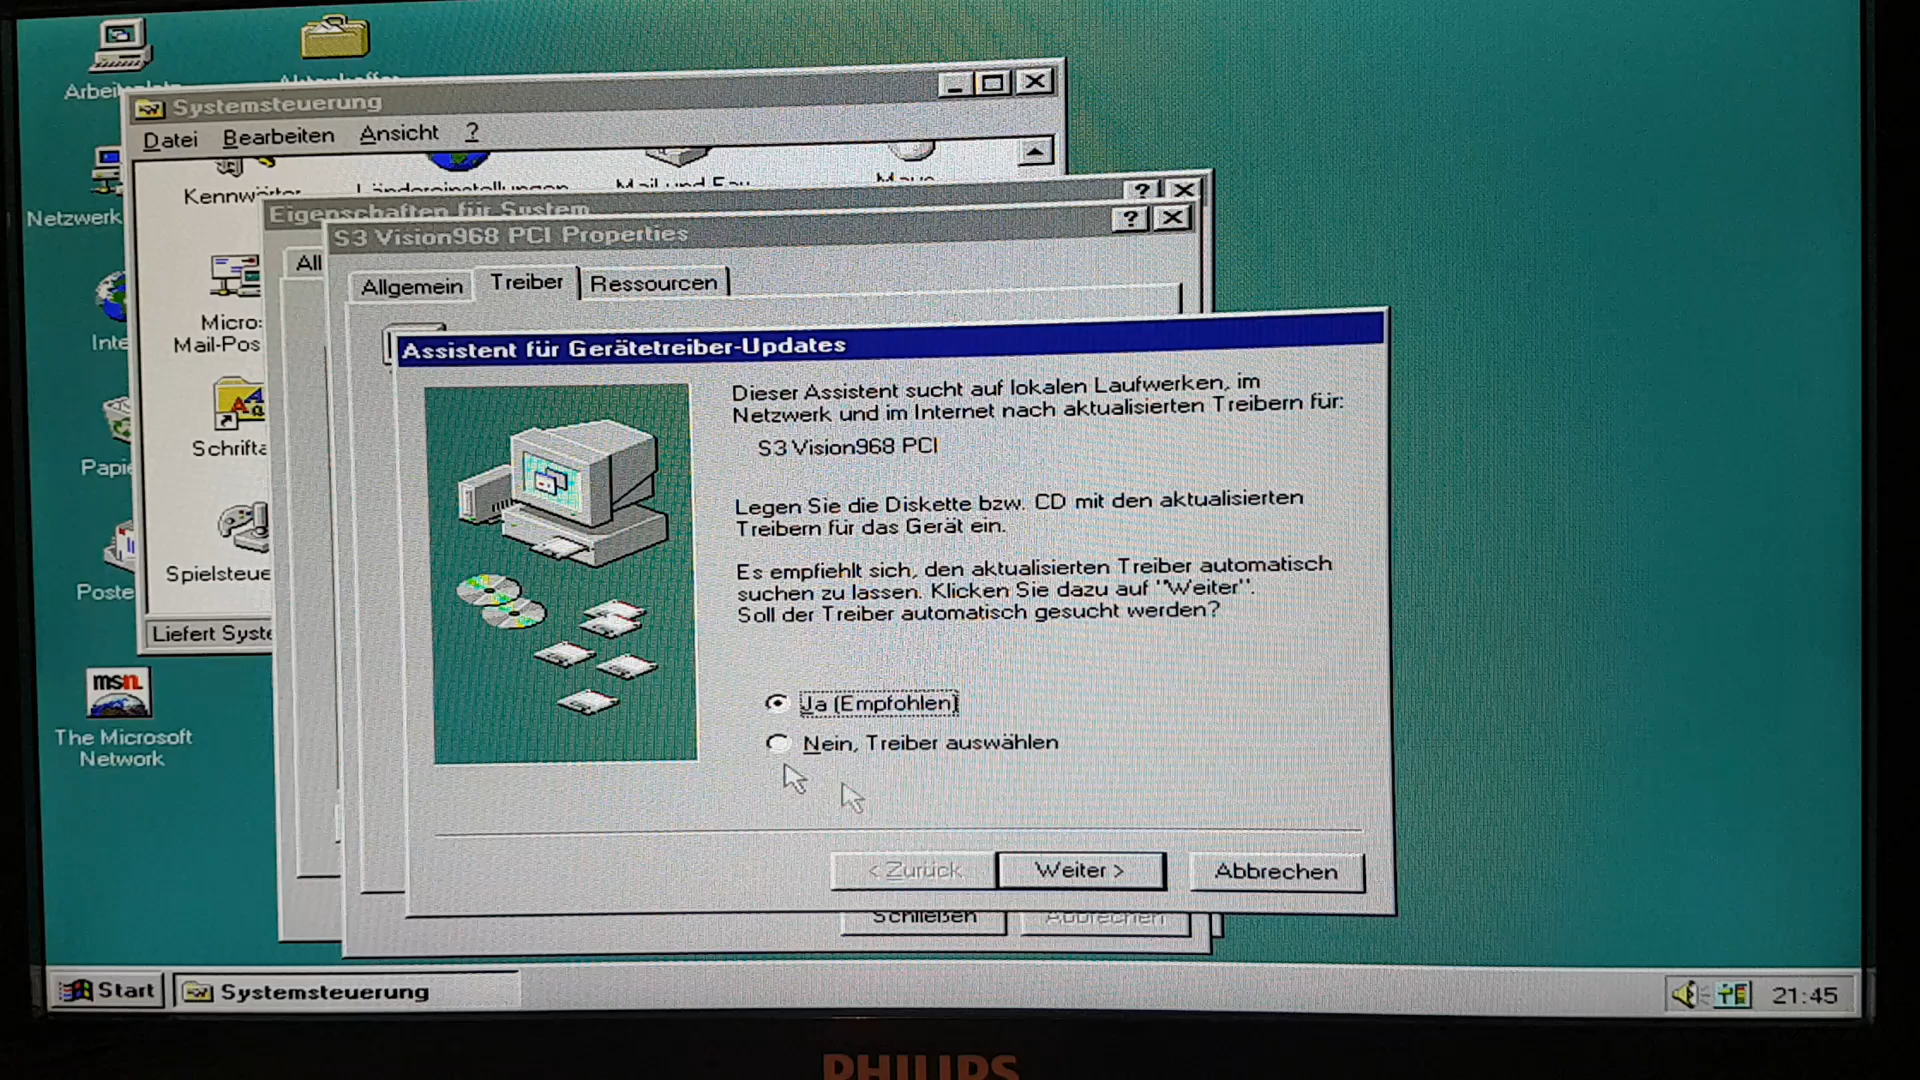 Systemsteuerung
Datei Bearbeiten Ansicht ?
Mail und Fax
Netzwerk
Eigenschaften für System
S3 Vision968 PCI Properties
Allgemein Treiber Ressourcen
Assistent für Gerätetreiber-Updates
Dieser Assistent sucht auf lokalen Laufwerken, im
Netzwerk und im Internet nach aktualisierten Treibern für:
S3 Vision968 PCI
Legen Sie die Diskette bzw. CD mit den aktualisierten
Treibern für das Gerät ein.
Es empfiehlt sich, den aktualisierten Treiber automatisch
suchen zu lassen. Klicken Sie dazu auf "Weiter".
Soll der Treiber automatisch gesucht werden?
Ja (Empfohlen)
Nein, Treiber auswählen
< Zurück Weiter > Abbrechen
Schließen Abbrechen
All
Inte
Micro
Mail-Pos
Schrifta
Papie
Spielsteue
Poste
Liefert Syste
msn
The Microsoft
Network
Start Systemsteuerung 21:45
PHILIPS